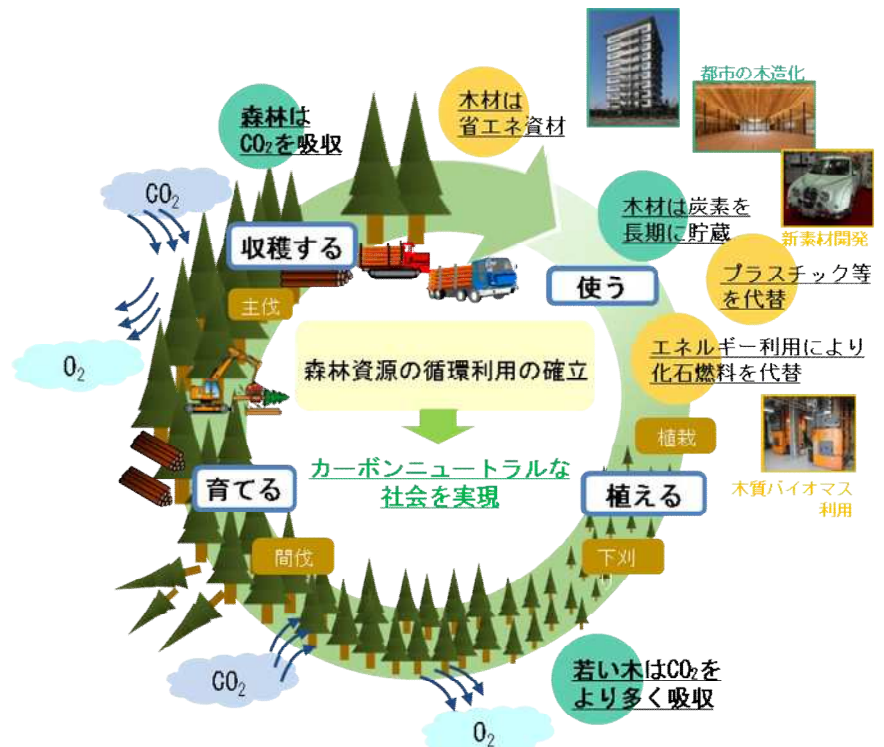 都市の木造化
木材は
省エネ資材
森林は
CO₂を吸収
CO₂
木材は炭素を
長期に貯蔵
新素材開発
収穫する
使う
プラスチック等
を代替
主伐
O₂
エネルギー利用により
化石燃料を代替
森林資源の循環利用の確立
植栽
カーボンニュートラルな
社会を実現
育てる
植える
木質バイオマス
利用
間伐
下刈
り
若い木はCO₂を
より多く吸収
CO₂
O₂